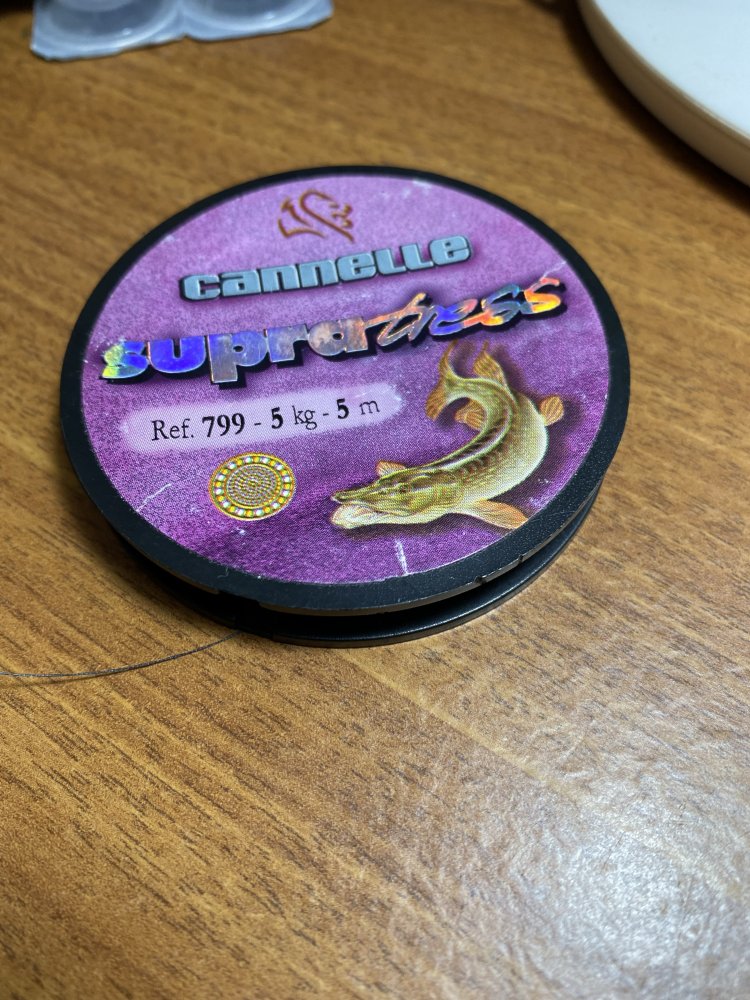 cannelle
supratress
Ref. 799 - 5 kg - 5 m